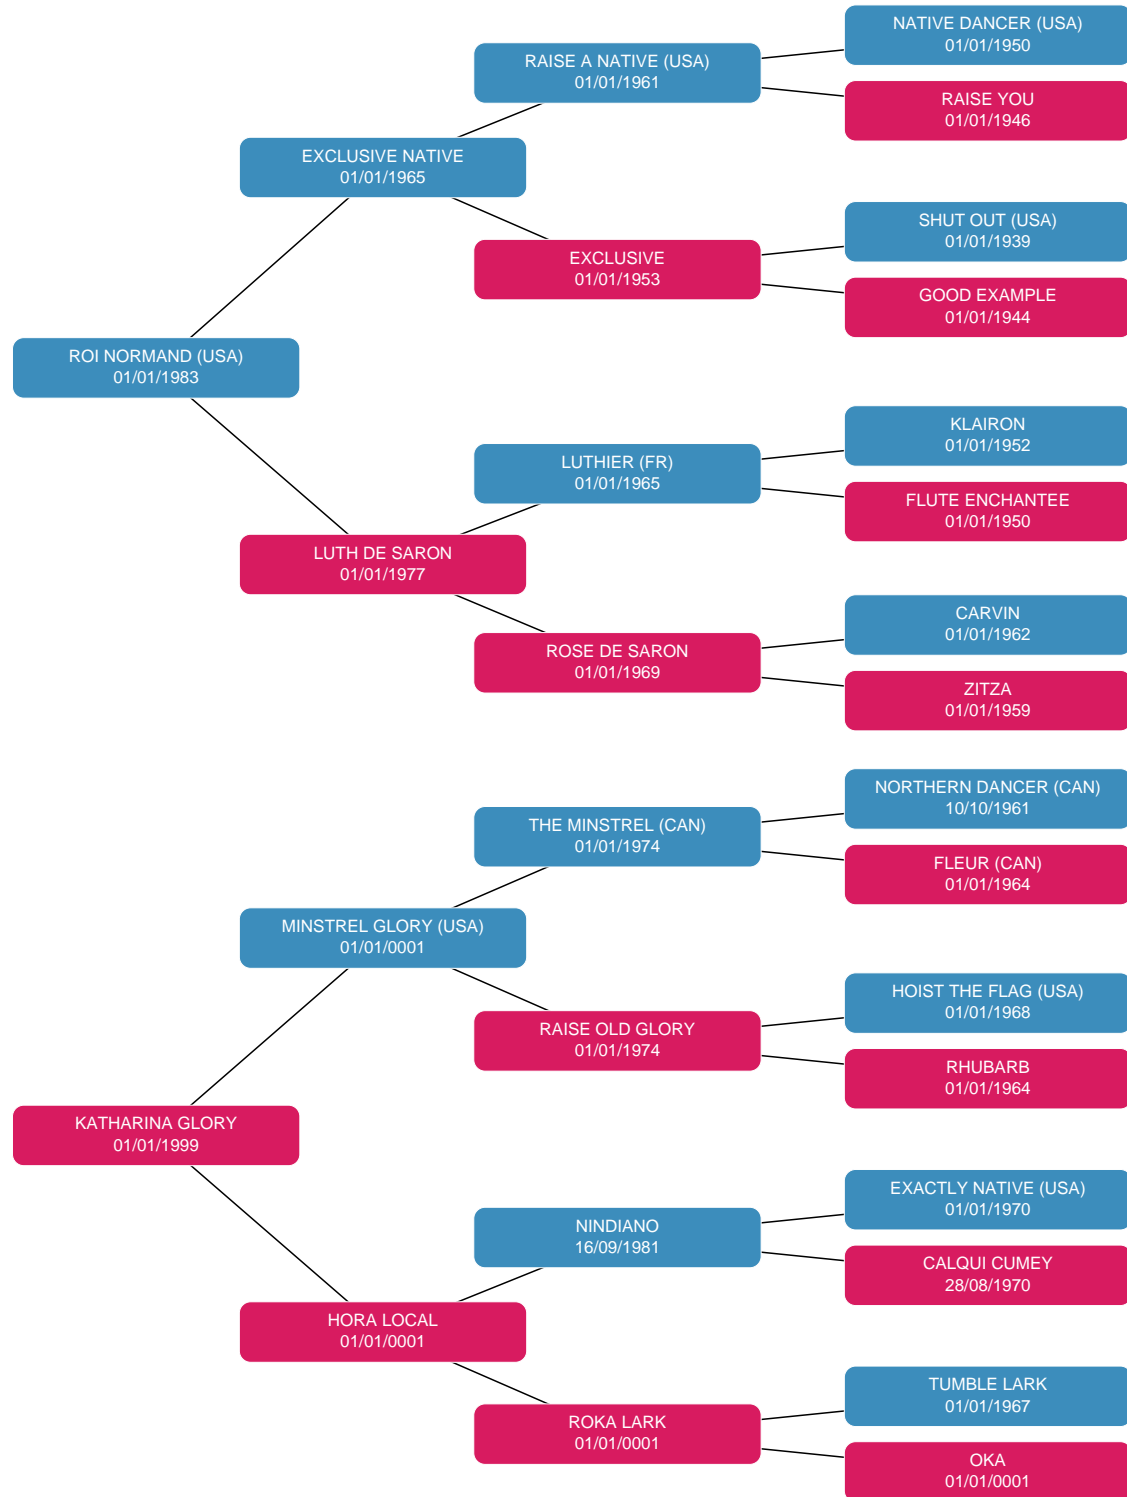 NATIVE DANCER (USA)
01/01/1950
RAISE A NATIVE (USA)
01/01/1961
RAISE YOU
01/01/1946
EXCLUSIVE NATIVE
01/01/1965
SHUT OUT (USA)
01/01/1939
EXCLUSIVE
01/01/1953
GOOD EXAMPLE
01/01/1944
ROI NORMAND (USA)
01/01/1983
KLAIRON
01/01/1952
LUTHIER (FR)
01/01/1965
FLUTE ENCHANTEE
01/01/1950
LUTH DE SARON
01/01/1977
CARVIN
01/01/1962
ROSE DE SARON
01/01/1969
ZITZA
01/01/1959
NORTHERN DANCER (CAN)
10/10/1961
THE MINSTREL (CAN)
01/01/1974
FLEUR (CAN)
01/01/1964
MINSTREL GLORY (USA)
01/01/0001
HOIST THE FLAG (USA)
01/01/1968
RAISE OLD GLORY
01/01/1974
RHUBARB
01/01/1964
KATHARINA GLORY
01/01/1999
EXACTLY NATIVE (USA)
01/01/1970
NINDIANO
16/09/1981
CALQUI CUMEY
28/08/1970
HORA LOCAL
01/01/0001
TUMBLE LARK
01/01/1967
ROKA LARK
01/01/0001
OKA
01/01/0001